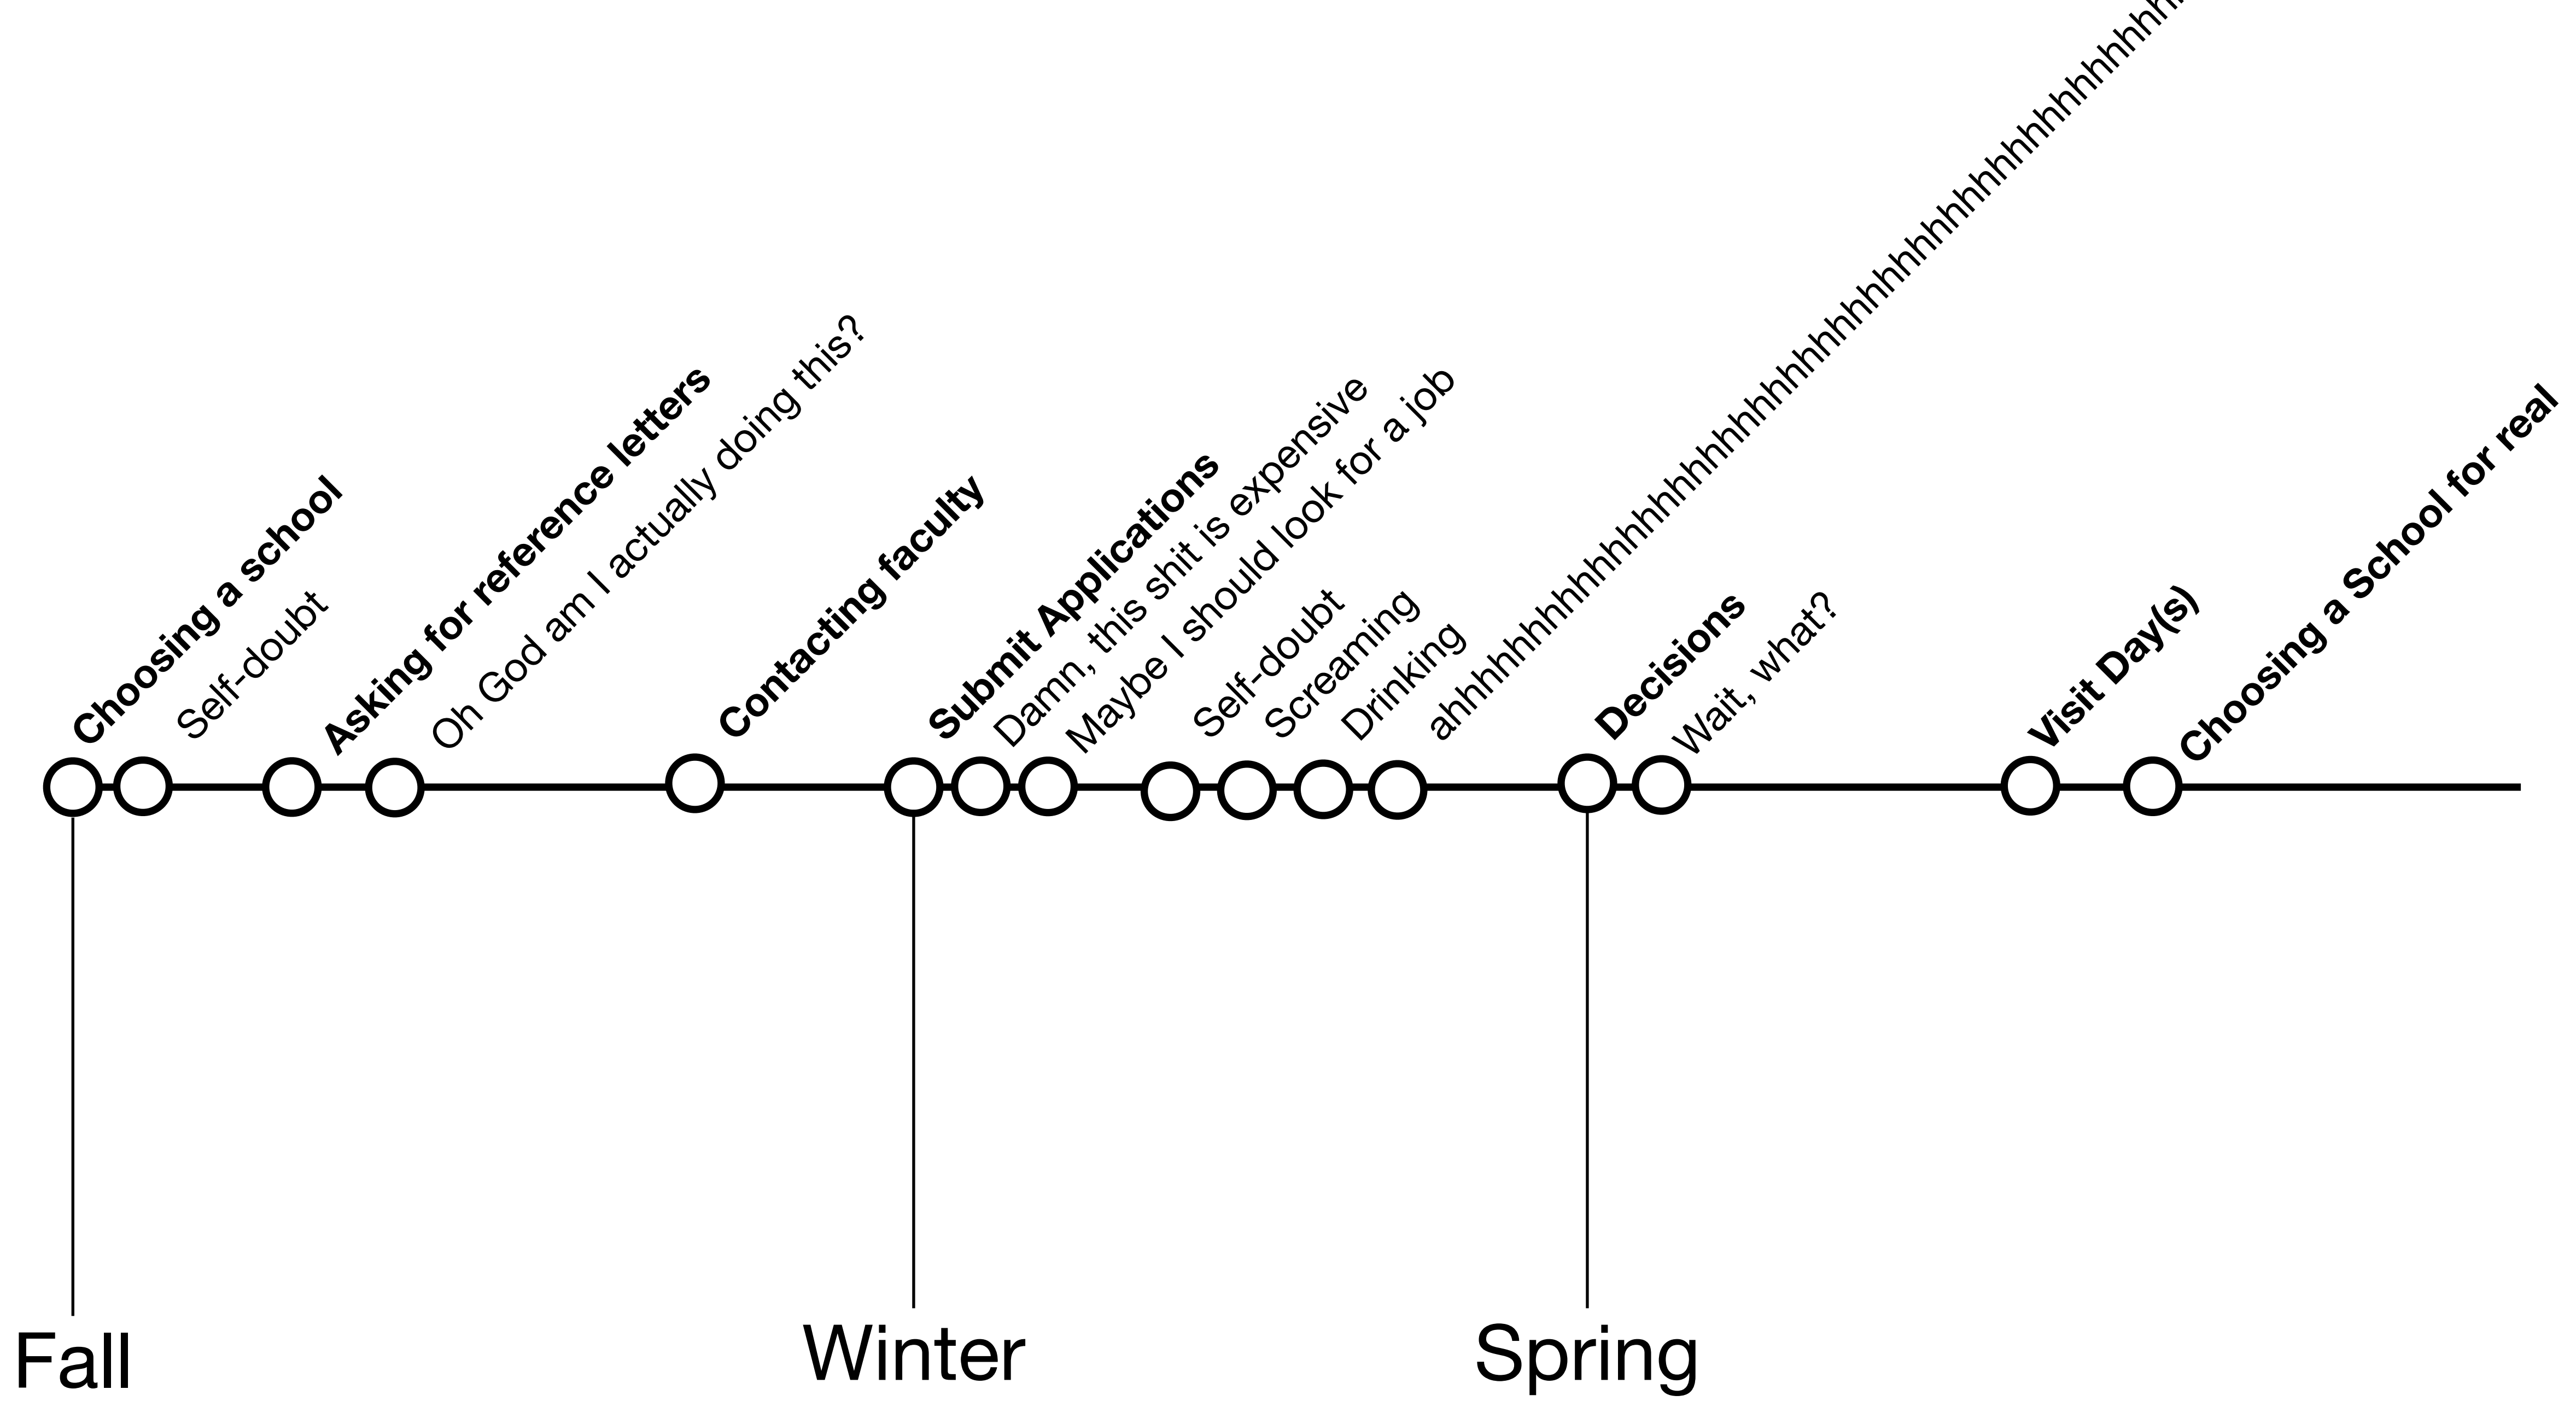 Choosing a school
Self-doubt
Asking for reference letters
Oh God am I actually doing this?
Contacting faculty
Submit Applications
Damn, this shit is expensive
Maybe I should look for a job
Self-doubt
Screaming
Drinking
ahhhhhhhhhhhhhhhhhhhhhhhhhhhhhhhhhhhhhhhhhhhhhhh
Decisions
Wait, what?
Visit Day(s)
Choosing a School for real
Fall
Winter
Spring